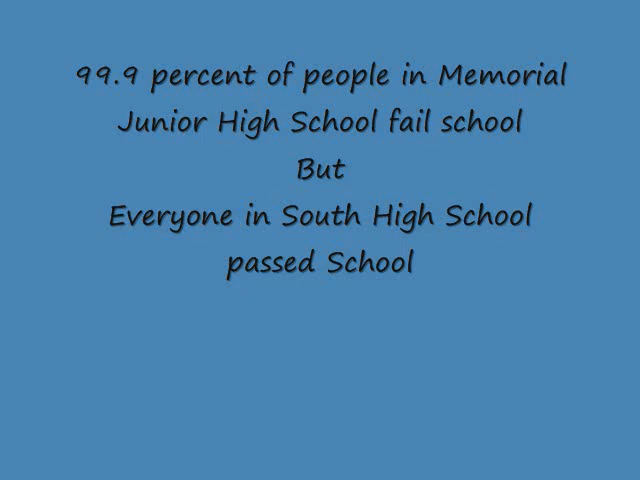 99.9 percent of people in Memorial
Junior High School fail school
But
Everyone in South High School
passed School